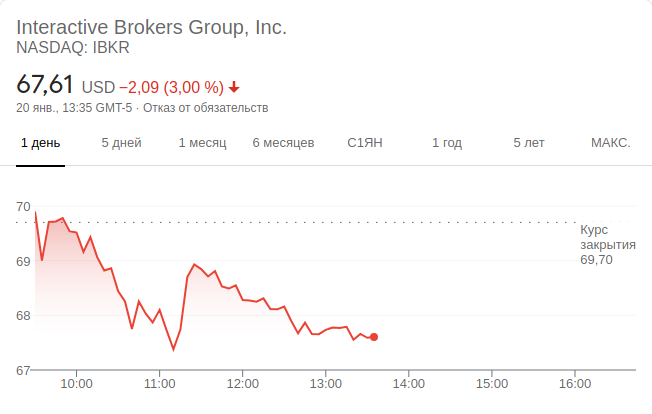 Interactive Brokers Group, Inc.
NASDAQ: IBKR
67,61 USD −2,09 (3,00 %)
20 янв., 13:35 GMT-5 · Отказ от обязательств
1 день 5 дней 1 месяц 6 месяцев С1ЯН 1 год 5 лет МАКС.
70
Курс
закрытия
69,70
69
68
67
10:00 11:00 12:00 13:00 14:00 15:00 16:00